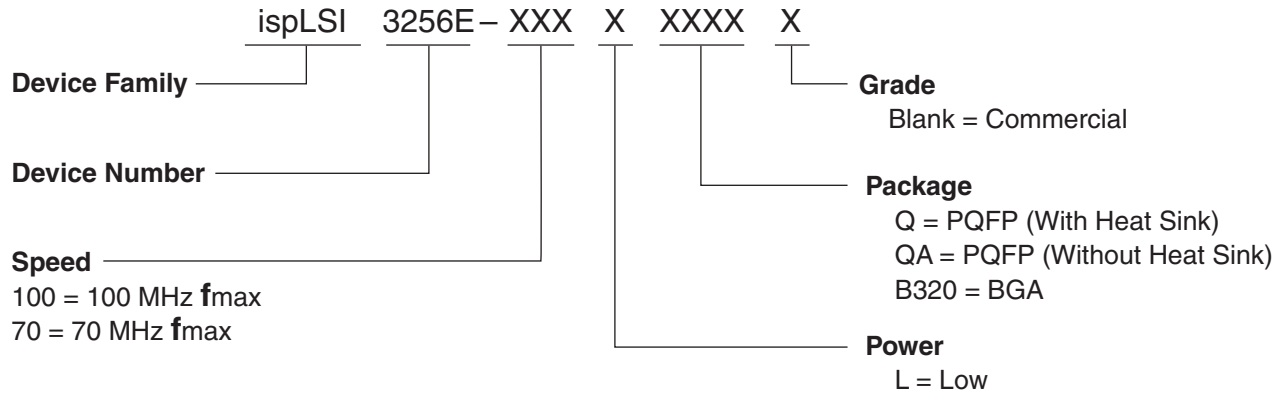 ispLSI 3256E – XXX X XXXX X
Device Family
Grade
Blank = Commercial
Device Number
Package
Q = PQFP (With Heat Sink)
QA = PQFP (Without Heat Sink)
B320 = BGA
Speed
100 = 100 MHz fmax
70 = 70 MHz fmax
Power
L = Low